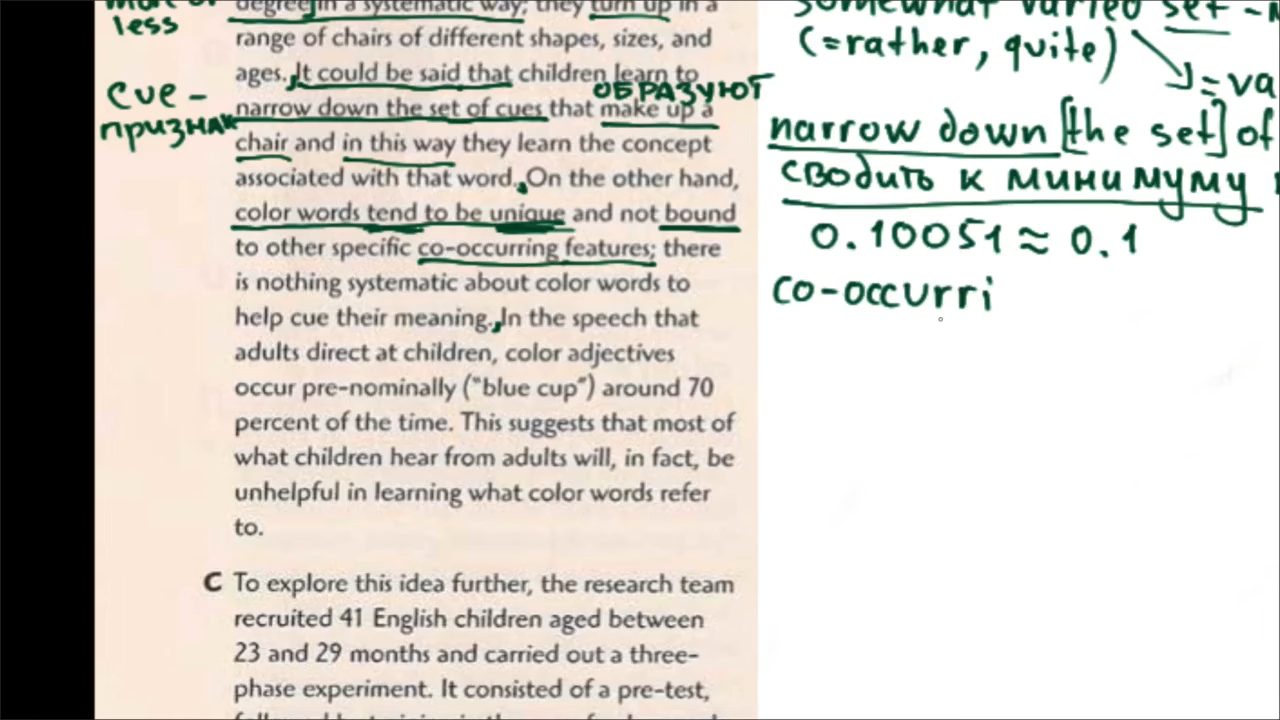 less
cue -
признак
degree in a systematic way; they turn up in a
range of chairs of different shapes, sizes, and
ages. It could be said that children learn to
образуют
narrow down the set of cues that make up a
chair and in this way they learn the concept
associated with that word. On the other hand,
color words tend to be unique and not bound
to other specific co-occurring features; there
is nothing systematic about color words to
help cue their meaning. In the speech that
adults direct at children, color adjectives
occur pre-nominally ("blue cup") around 70
percent of the time. This suggests that most of
what children hear from adults will, in fact, be
unhelpful in learning what color words refer
to.
C To explore this idea further, the research team
recruited 41 English children aged between
23 and 29 months and carried out a three-
phase experiment. It consisted of a pre-test,
somewhat varied set -
(=rather, quite)
= va
narrow down [the set] of
сводить к минимуму
0.10051 ≈ 0.1
co-occurri